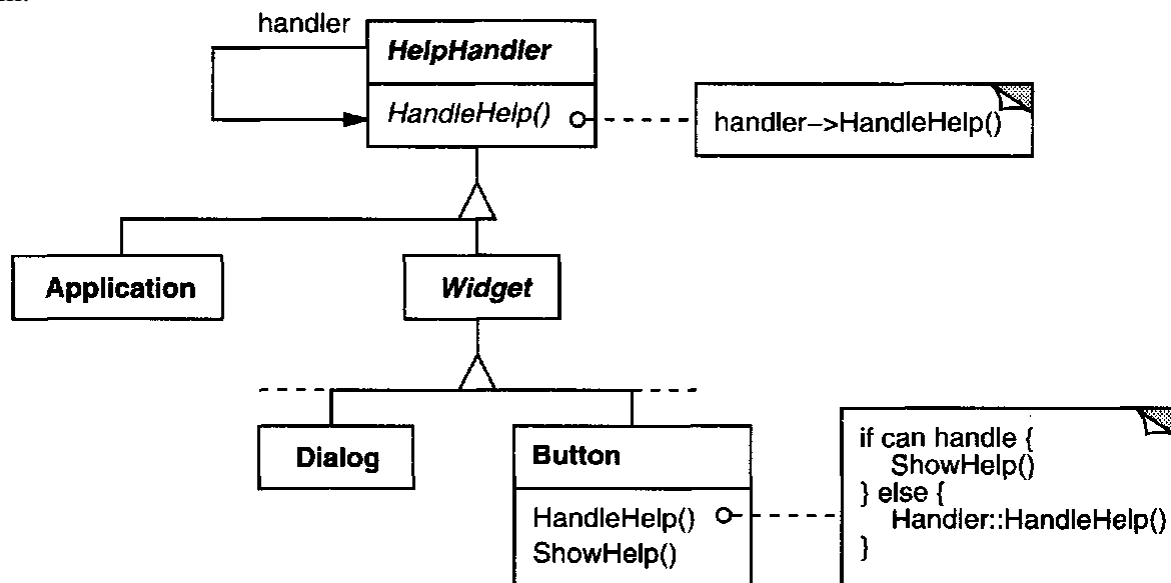 handler
HelpHandler
HandleHelp()
handler–>HandleHelp()
Application
Widget
Dialog
Button
HandleHelp()
ShowHelp()
if can handle {
ShowHelp()
} else {
Handler::HandleHelp()
}